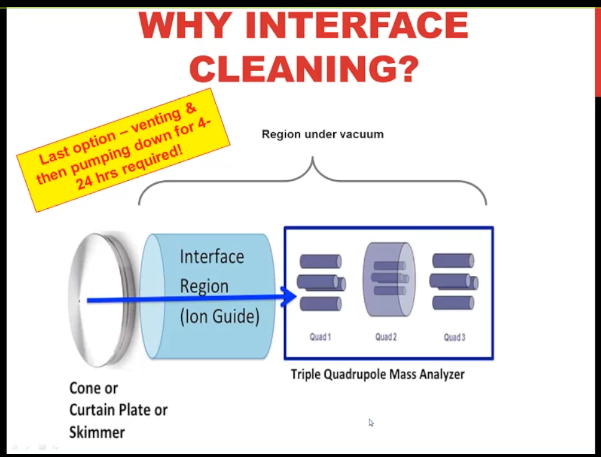 WHY INTERFACE
CLEANING?
Last option – venting &
then pumping down for 4-
24 hrs required!
Region under vacuum
Interface
Region
(Ion Guide)
Quad 1
Quad 2
Quad 3
Triple Quadrupole Mass Analyzer
Cone or
Curtain Plate or
Skimmer